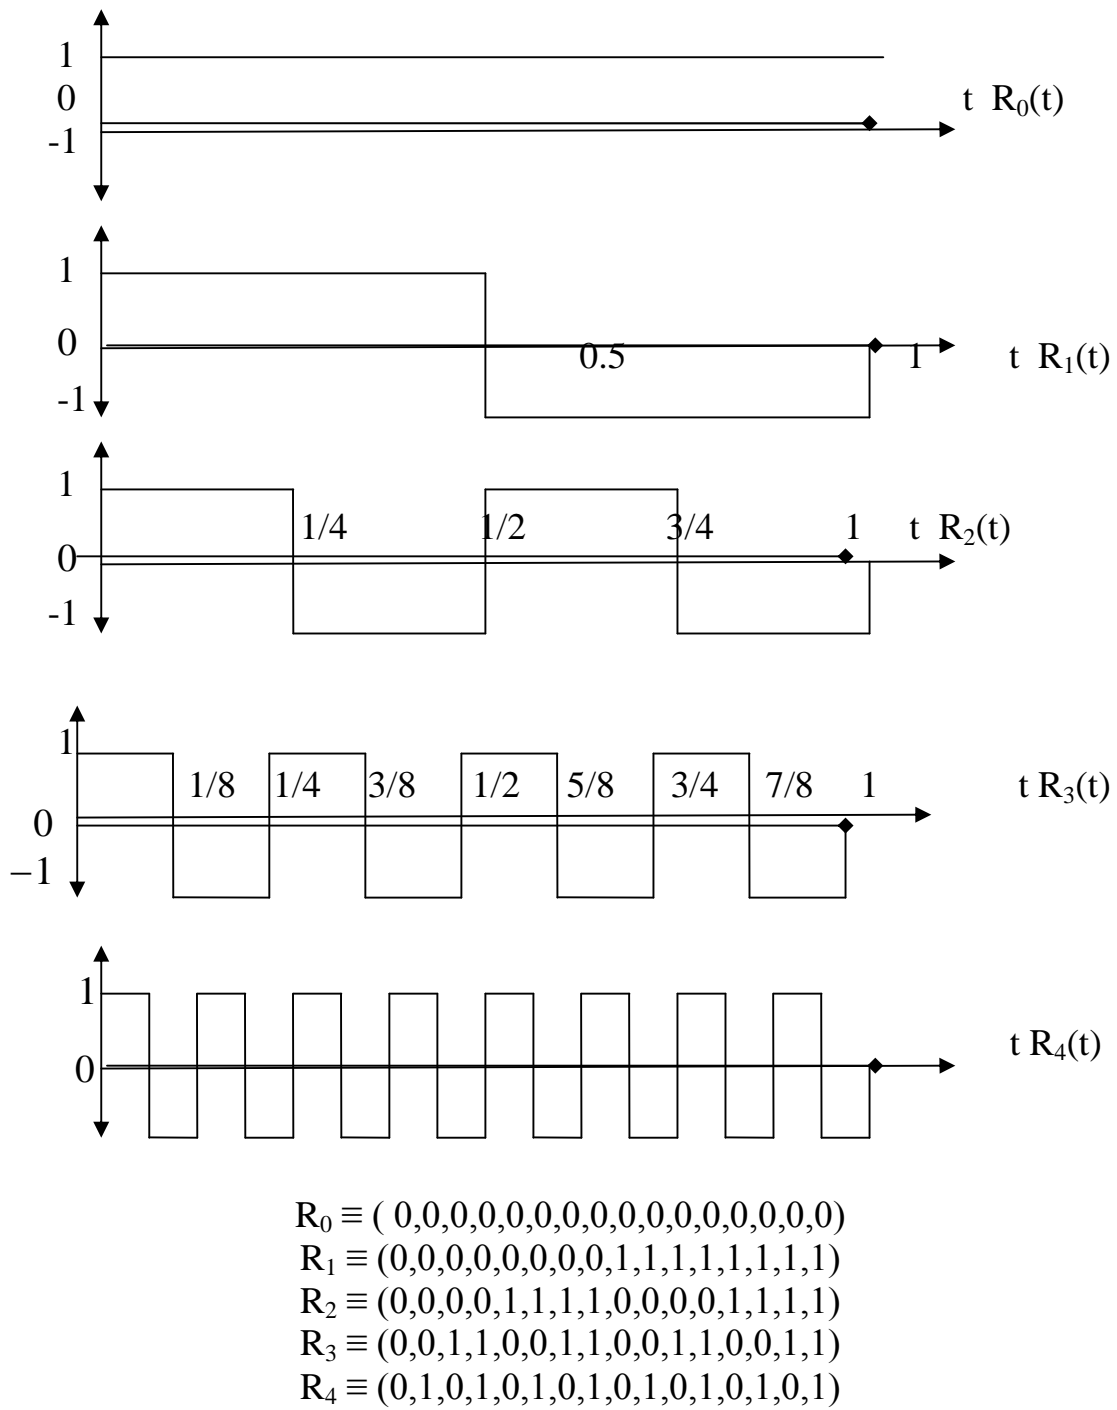 1
0
t R₀(t)
-1
1
0
0.5
1
t R₁(t)
-1
1
1/4 1/2 3/4 1 t R₂(t)
0
-1
1
1/8 1/4 3/8 1/2 5/8 3/4 7/8 1 t R₃(t)
0
−1
1
t R₄(t)
0
R₀ ≡ ( 0,0,0,0,0,0,0,0,0,0,0,0,0,0,0,0)
R₁ ≡ (0,0,0,0,0,0,0,0,1,1,1,1,1,1,1,1)
R₂ ≡ (0,0,0,0,1,1,1,1,0,0,0,0,1,1,1,1)
R₃ ≡ (0,0,1,1,0,0,1,1,0,0,1,1,0,0,1,1)
R₄ ≡ (0,1,0,1,0,1,0,1,0,1,0,1,0,1,0,1)